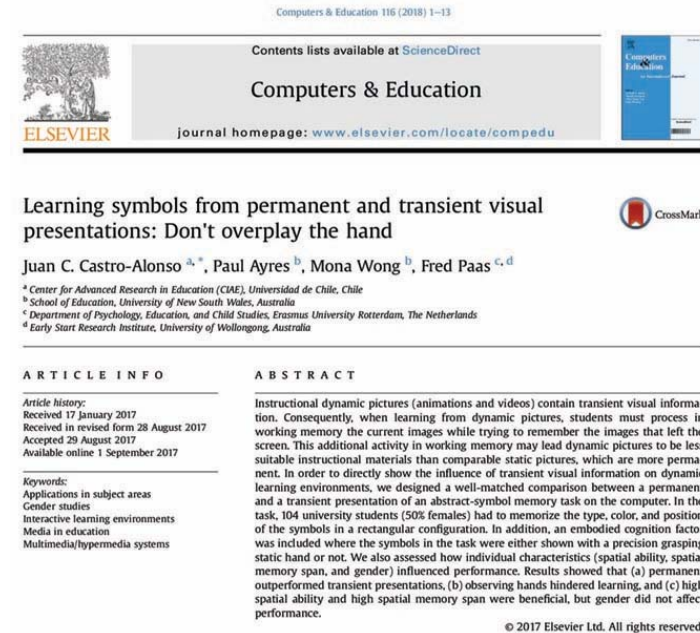 Computers & Education 116 (2018) 1–13
Contents lists available at ScienceDirect
Computers & Education
journal homepage: www.elsevier.com/locate/compedu
ELSEVIER
Computers
&
Education
Learning symbols from permanent and transient visual
presentations: Don't overplay the hand
CrossMark
Juan C. Castro-Alonso a, *, Paul Ayres b, Mona Wong b, Fred Paas c, d
a Center for Advanced Research in Education (CIAE), Universidad de Chile, Chile
b School of Education, University of New South Wales, Australia
c Department of Psychology, Education, and Child Studies, Erasmus University Rotterdam, The Netherlands
d Early Start Research Institute, University of Wollongong, Australia
ARTICLE INFO
Article history:
Received 17 January 2017
Received in revised form 28 August 2017
Accepted 29 August 2017
Available online 1 September 2017
Keywords:
Applications in subject areas
Gender studies
Interactive learning environments
Media in education
Multimedia/hypermedia systems
ABSTRACT
Instructional dynamic pictures (animations and videos) contain transient visual informa
tion. Consequently, when learning from dynamic pictures, students must process in
working memory the current images while trying to remember the images that left the
screen. This additional activity in working memory may lead dynamic pictures to be les
suitable instructional materials than comparable static pictures, which are more perma
nent. In order to directly show the influence of transient visual information on dynamic
learning environments, we designed a well-matched comparison between a permanen
and a transient presentation of an abstract-symbol memory task on the computer. In the
task, 104 university students (50% females) had to memorize the type, color, and position
of the symbols in a rectangular configuration. In addition, an embodied cognition facto
was included where the symbols in the task were either shown with a precision grasping
static hand or not. We also assessed how individual characteristics (spatial ability, spatia
memory span, and gender) influenced performance. Results showed that (a) permanen
outperformed transient presentations, (b) observing hands hindered learning, and (c) high
spatial ability and high spatial memory span were beneficial, but gender did not affec
performance.
© 2017 Elsevier Ltd. All rights reserved